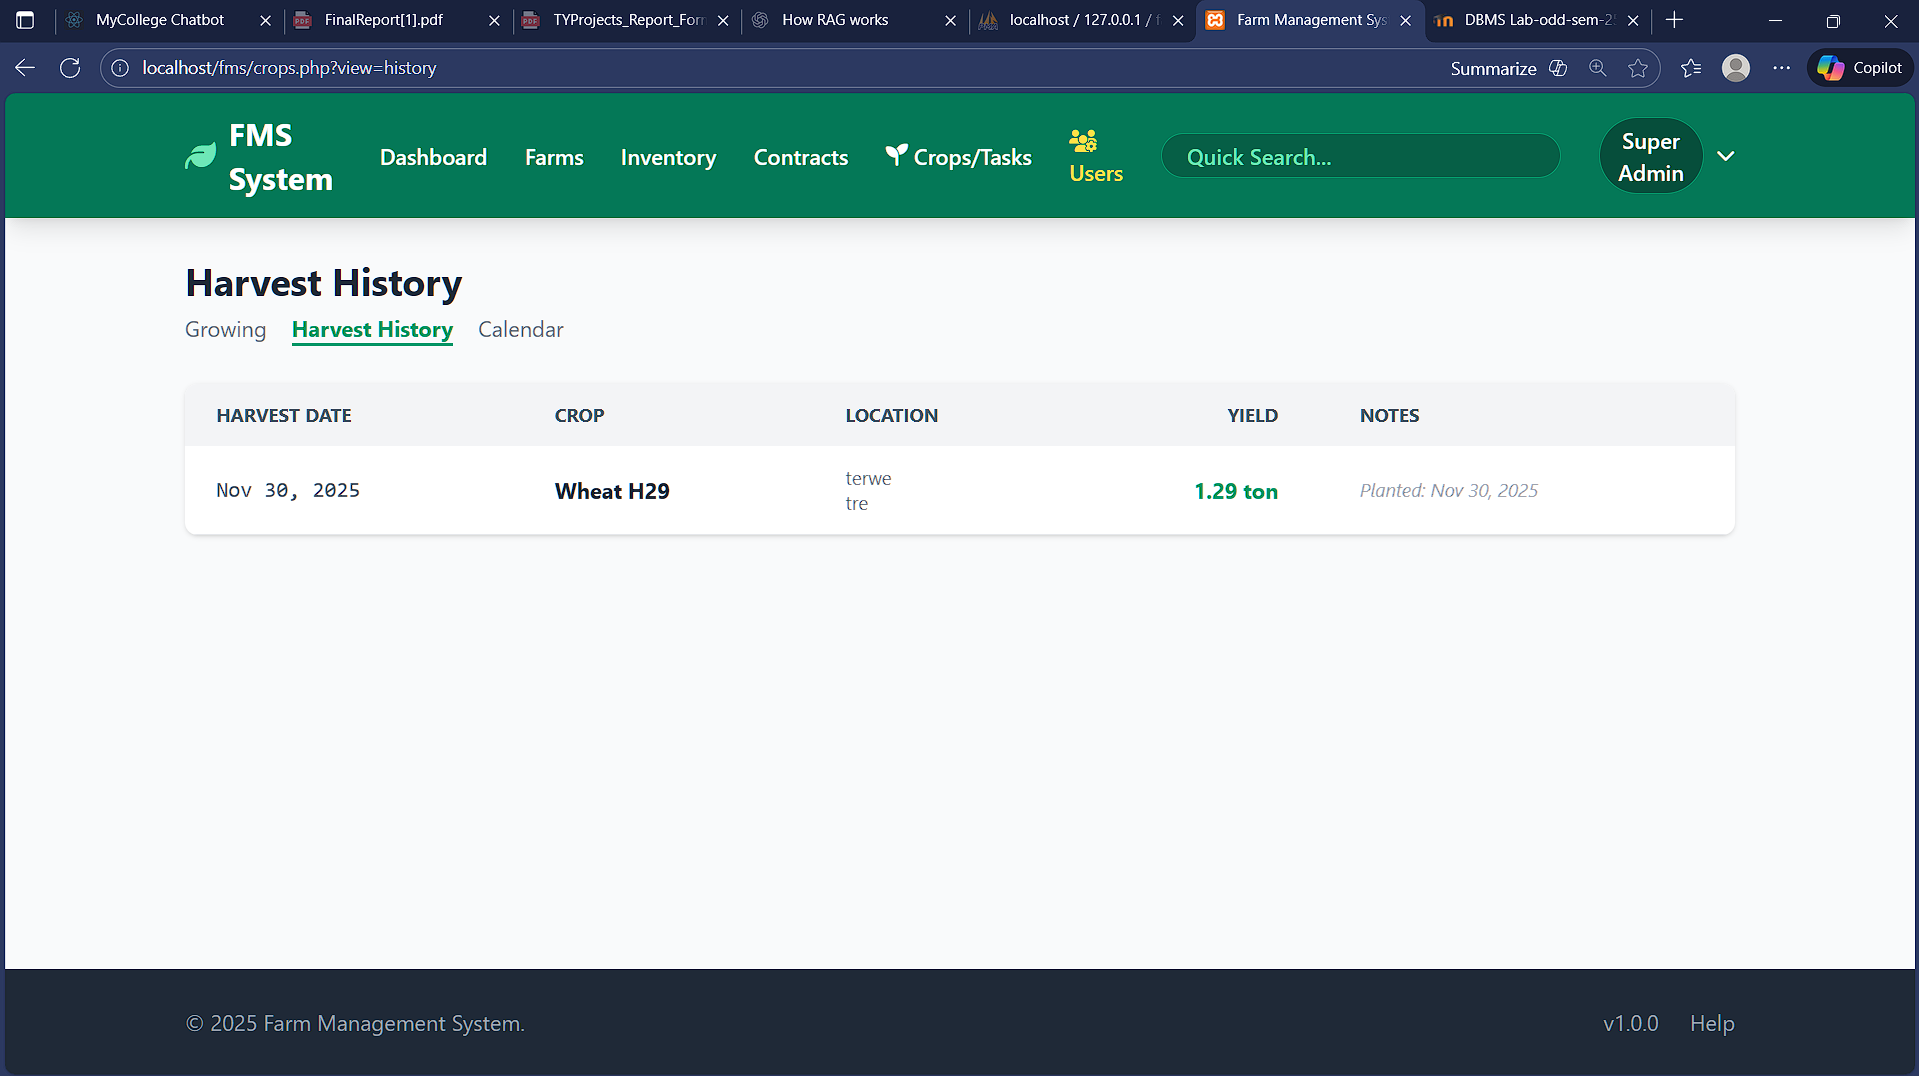 MyCollege Chatbot
FinalReport[1].pdf
TYProjects_Report_Form
How RAG works
localhost / 127.0.0.1 / f
Farm Management Sys
DBMS Lab-odd-sem-25
localhost/fms/crops.php?view=history
Summarize
Copilot
FMS
System
Dashboard
Farms
Inventory
Contracts
Crops/Tasks
Users
Quick Search...
Super
Admin
Harvest History
Growing
Harvest History
Calendar
HARVEST DATE
CROP
LOCATION
YIELD
NOTES
Nov 30, 2025
Wheat H29
terwe
tre
1.29 ton
Planted: Nov 30, 2025
© 2025 Farm Management System.
v1.0.0
Help